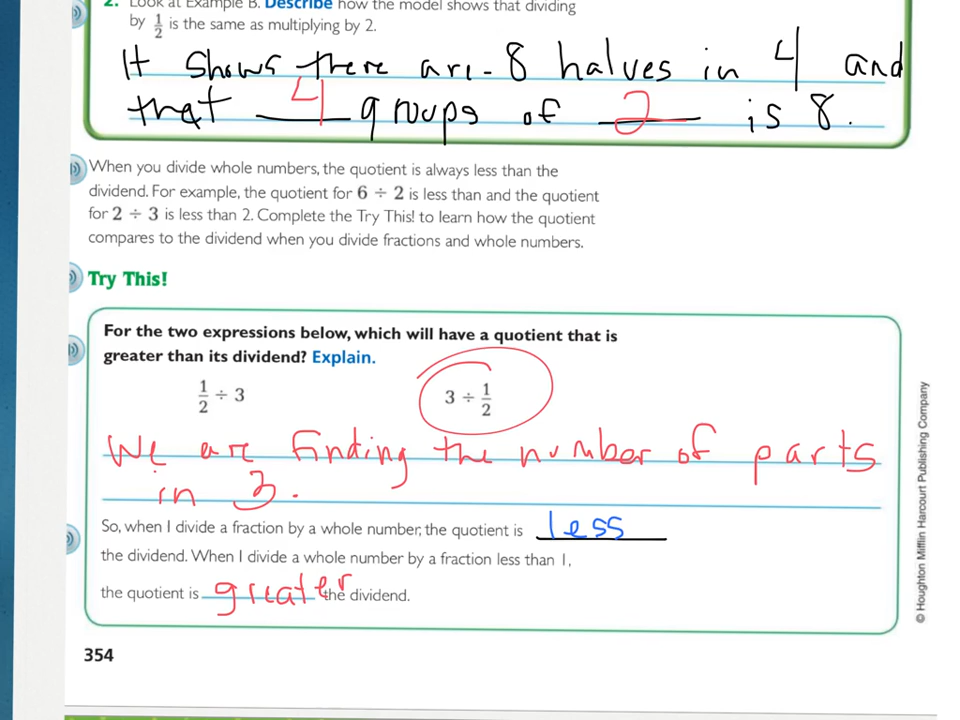 2. Look at Example B. Describe how the model shows that dividing
by 1/2 is the same as multiplying by 2.
It shows there are 8 halves in 4 and
that 4 groups of 2 is 8.
When you divide whole numbers, the quotient is always less than the
dividend. For example, the quotient for 6 ÷ 2 is less than and the quotient
for 2 ÷ 3 is less than 2. Complete the Try This! to learn how the quotient
compares to the dividend when you divide fractions and whole numbers.
Try This!
For the two expressions below, which will have a quotient that is
greater than its dividend? Explain.
1/2 ÷ 3 3 ÷ 1/2
We are finding the number of parts
in 3.
So, when I divide a fraction by a whole number, the quotient is less
the dividend. When I divide a whole number by a fraction less than 1,
the quotient is greater the dividend.
354
© Houghton Mifflin Harcourt Publishing Company